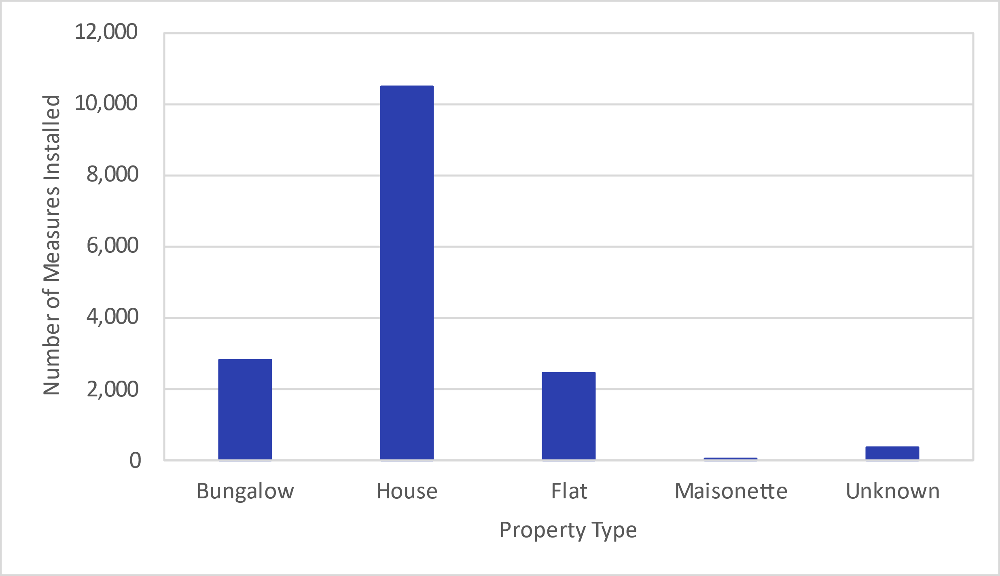 12,000
10,000
8,000
6,000
4,000
2,000
0
Number of Measures Installed
Bungalow House Flat Maisonette Unknown
Property Type